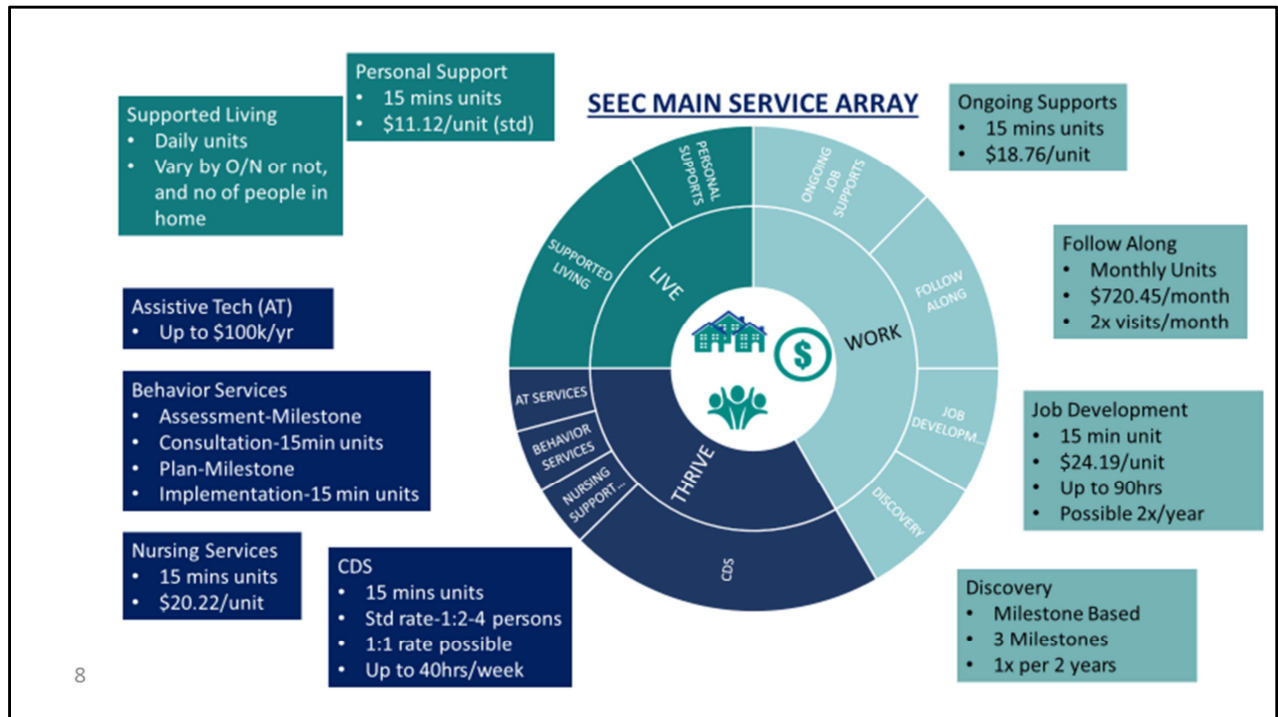 SEEC MAIN SERVICE ARRAY
Personal Support
• 15 mins units
• $11.12/unit (std)
Supported Living
• Daily units
• Vary by O/N or not,
and no of people in
home
Assistive Tech (AT)
• Up to $100k/yr
Behavior Services
• Assessment-Milestone
• Consultation-15min units
• Plan-Milestone
• Implementation-15 min units
Nursing Services
• 15 mins units
• $20.22/unit
CDS
• 15 mins units
• Std rate-1:2-4 persons
• 1:1 rate possible
• Up to 40hrs/week
Ongoing Supports
• 15 mins units
• $18.76/unit
Follow Along
• Monthly Units
• $720.45/month
• 2x visits/month
Job Development
• 15 min unit
• $24.19/unit
• Up to 90hrs
• Possible 2x/year
Discovery
• Milestone Based
• 3 Milestones
• 1x per 2 years
PERSONAL
SUPPORTS
SUPPORTED
LIVING
LIVE
ONGOING
JOB
SUPPORTS
FOLLOW
ALONG
WORK
$
JOB
DEVELOPM...
DISCOVERY
THRIVE
AT SERVICES
BEHAVIOR
SERVICES
NURSING
SUPPORT...
CDS
8